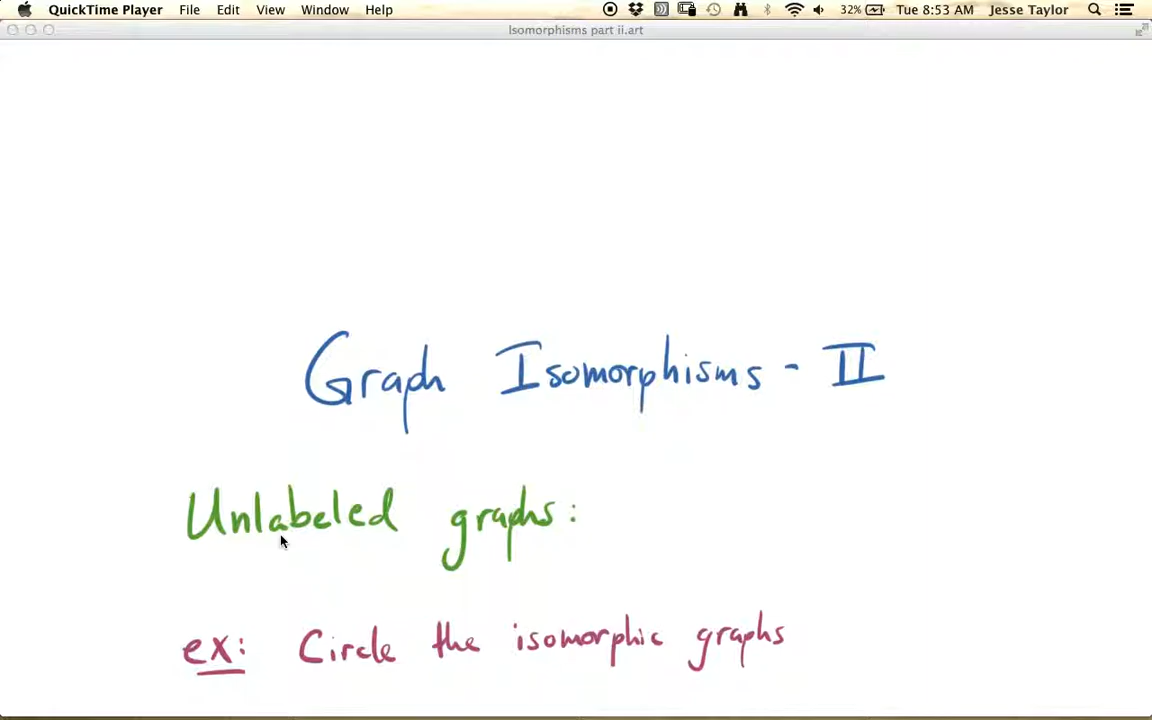 QuickTime Player File Edit View Window Help 32% Tue 8:53 AM Jesse Taylor
Isomorphisms part ii.art
Graph Isomorphisms - II
Unlabeled graphs:
ex: Circle the isomorphic graphs